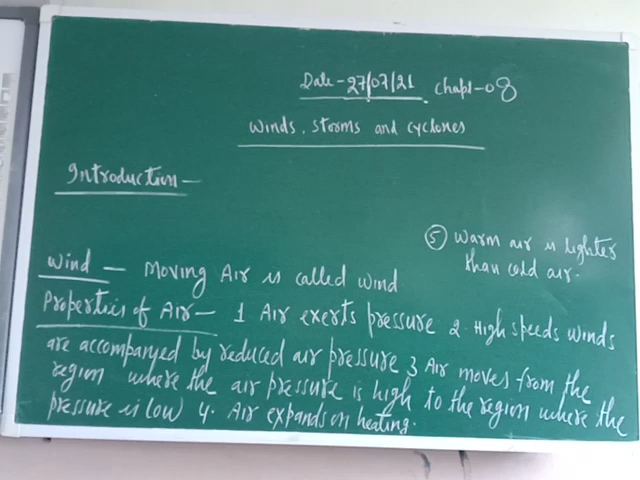 Date - 27/07/21 Chapt-08
Winds, storms and cyclones
Introduction -
⑤ Warm air is lighter
than cold air.
Wind — Moving Air is called wind.
Properties of Air - 1 Air exerts pressure 2. High speeds winds
are accompanyed by reduced air pressure 3 Air moves from the
region where the air pressure is high to the region where the
pressure is low) 4. Air expands on heating.